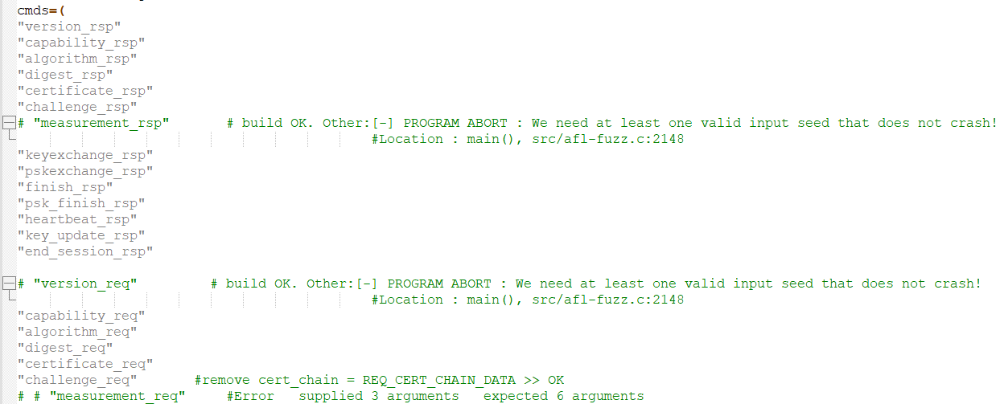 cmds=(
"version_rsp"
"capability_rsp"
"algorithm_rsp"
"digest_rsp"
"certificate_rsp"
"challenge_rsp"
# "measurement_rsp" # build OK. Other:[-] PROGRAM ABORT : We need at least one valid input seed that does not crash!
#Location : main(), src/afl-fuzz.c:2148
"keyexchange_rsp"
"pskexchange_rsp"
"finish_rsp"
"psk_finish_rsp"
"heartbeat_rsp"
"key_update_rsp"
"end_session_rsp"
# "version_req" # build OK. Other:[-] PROGRAM ABORT : We need at least one valid input seed that does not crash!
#Location : main(), src/afl-fuzz.c:2148
"capability_req"
"algorithm_req"
"digest_req"
"certificate_req"
"challenge_req" #remove cert_chain = REQ_CERT_CHAIN_DATA >> OK
# # "measurement_req" #Error supplied 3 arguments expected 6 arguments